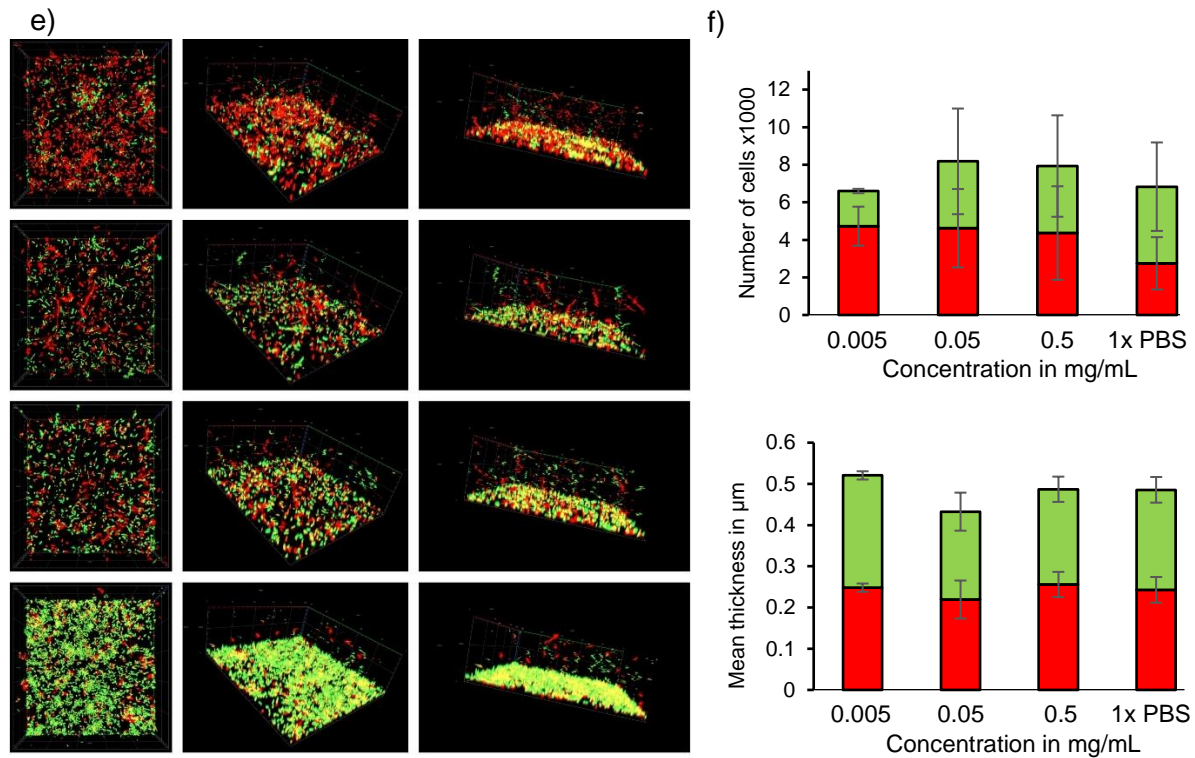 e)
f)
12
10
8
6
4
2
0
Number of cells x1000
0.005 0.05 0.5 1x PBS
Concentration in mg/mL
0.6
0.5
0.4
0.3
0.2
0.1
0
Mean thickness in µm
0.005 0.05 0.5 1x PBS
Concentration in mg/mL